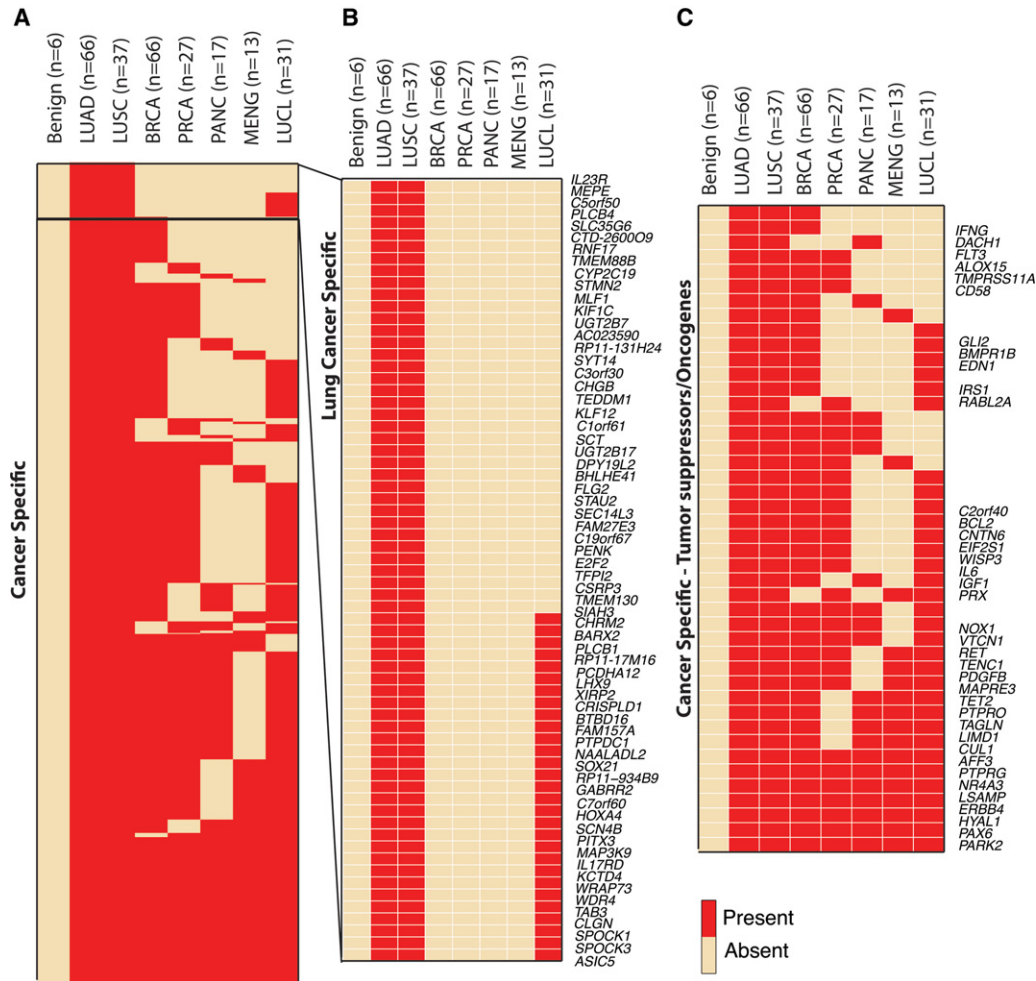 A
B
C
Benign (n=6)
LUAD (n=66)
LUSC (n=37)
BRCA (n=66)
PRCA (n=27)
PANC (n=17)
MENG (n=13)
LUCL (n=31)
Benign (n=6)
LUAD (n=66)
LUSC (n=37)
BRCA (n=66)
PRCA (n=27)
PANC (n=17)
MENG (n=13)
LUCL (n=31)
Benign (n=6)
LUAD (n=66)
LUSC (n=37)
BRCA (n=66)
PRCA (n=27)
PANC (n=17)
MENG (n=13)
LUCL (n=31)
Cancer Specific
Lung Cancer Specific
IL23R
MEPE
C5orf50
PLCB4
SLC35G6
CTD-2600O9
RNF17
TMEM88B
CYP2C19
STMN2
MLF1
KIF1C
UGT2B7
AC023590
RP11-131H24
SYT14
C3orf30
CHGB
TEDDM1
KLF12
C1orf61
SCT
UGT2B17
DPY19L2
BHLHE41
FLG2
STAU2
SEC14L3
FAM27E3
C19orf67
PENK
E2F2
TFPI2
CSRP3
TMEM130
SIAH3
CHRM2
BARX2
PLCB1
RP11-17M16
PCDHA12
LHX9
XIRP2
CRISPLD1
BTBD16
FAM157A
PTPDC1
NAALADL2
SOX21
RP11-934B9
GABRR2
C7orf60
HOXA4
SCN4B
PITX3
MAP3K9
IL17RD
KCTD4
WRAP73
WDR4
TAB3
CLGN
SPOCK1
SPOCK3
ASIC5
Cancer Specific - Tumor suppressors/Oncogenes
IFNG
DACH1
FLT3
ALOX15
TMPRSS11A
CD58
GLI2
BMPR1B
EDN1
IRS1
RABL2A
C2orf40
BCL2
CNTN6
EIF2S1
WISP3
IL6
IGF1
PRX
NOX1
VTCN1
RET
TENC1
PDGFB
MAPRE3
TET2
PTPRO
TAGLN
LIMD1
CUL1
AFF3
PTPRG
NR4A3
LSAMP
ERBB4
HYAL1
PAX6
PARK2
Present
Absent